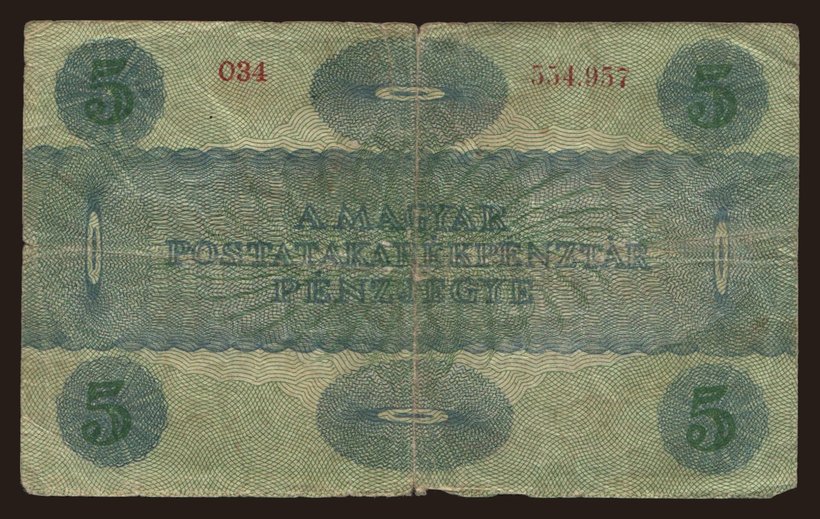 5 034 554.957 5
A MAGYAR
POSTATAKARÉKPÉNZTÁR
PÉNZJEGYE
5 5